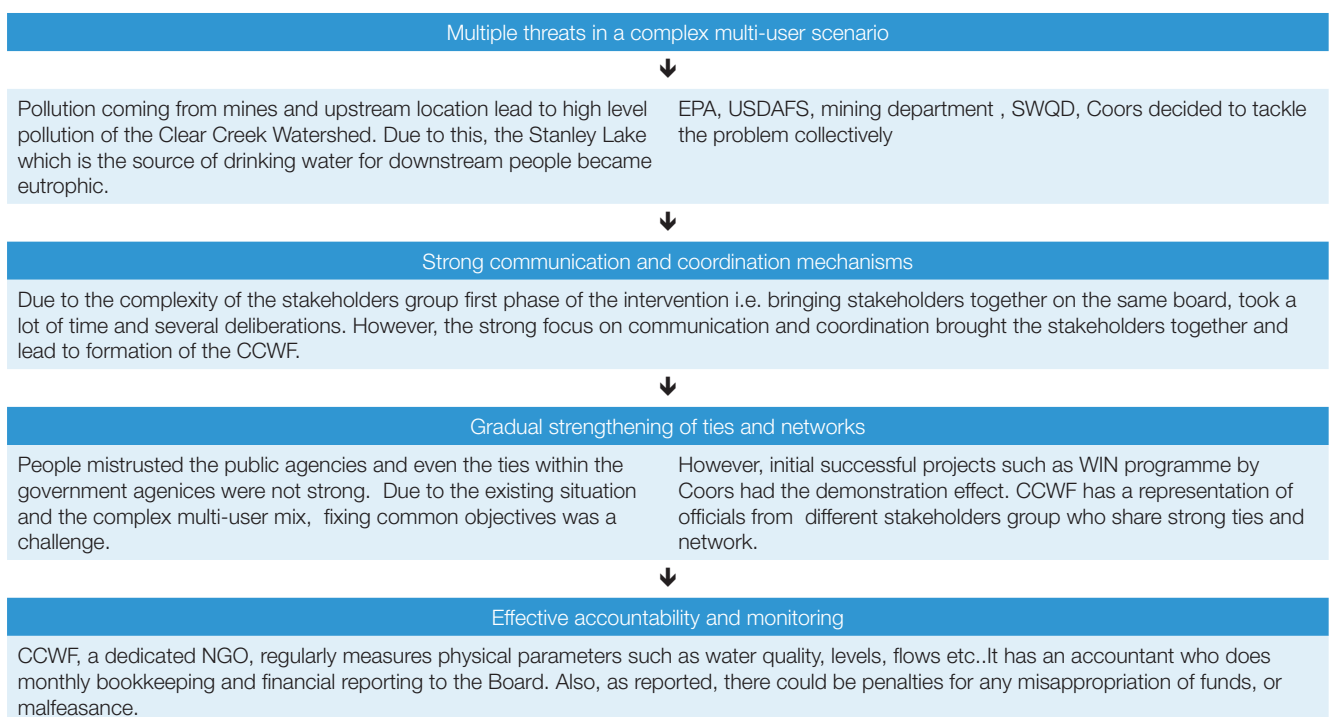 Multiple threats in a complex multi-user scenario
Pollution coming from mines and upstream location lead to high level
pollution of the Clear Creek Watershed. Due to this, the Stanley Lake
which is the source of drinking water for downstream people became
eutrophic.
EPA, USDAFS, mining department , SWQD, Coors decided to tackle
the problem collectively
Strong communication and coordination mechanisms
Due to the complexity of the stakeholders group first phase of the intervention i.e. bringing stakeholders together on the same board, took a
lot of time and several deliberations. However, the strong focus on communication and coordination brought the stakeholders together and
lead to formation of the CCWF.
Gradual strengthening of ties and networks
People mistrusted the public agencies and even the ties within the
government agenices were not strong.  Due to the existing situation
and the complex multi-user mix,  fixing common objectives was a
challenge.
However, initial successful projects such as WIN programme by
Coors had the demonstration effect. CCWF has a representation of
officials from  different stakeholders group who share strong ties and
network.
Effective accountability and monitoring
CCWF, a dedicated NGO, regularly measures physical parameters such as water quality, levels, flows etc..It has an accountant who does
monthly bookkeeping and financial reporting to the Board. Also, as reported, there could be penalties for any misappropriation of funds, or
malfeasance.